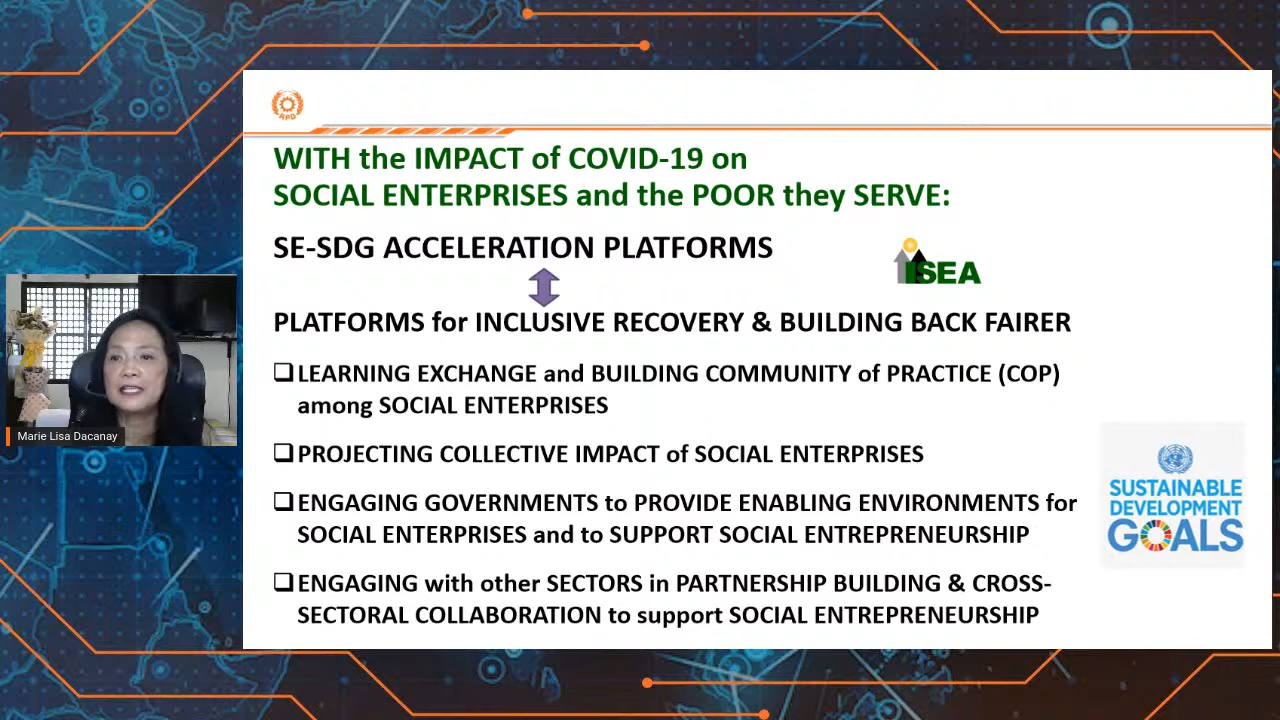 APO
WITH the IMPACT of COVID-19 on
SOCIAL ENTERPRISES and the POOR they SERVE:
SE-SDG ACCELERATION PLATFORMS
ISEA
PLATFORMS for INCLUSIVE RECOVERY & BUILDING BACK FAIRER
LEARNING EXCHANGE and BUILDING COMMUNITY of PRACTICE (COP)
among SOCIAL ENTERPRISES
PROJECTING COLLECTIVE IMPACT of SOCIAL ENTERPRISES
ENGAGING GOVERNMENTS to PROVIDE ENABLING ENVIRONMENTS for
SOCIAL ENTERPRISES and to SUPPORT SOCIAL ENTREPRENEURSHIP
ENGAGING with other SECTORS in PARTNERSHIP BUILDING & CROSS-
SECTORAL COLLABORATION to support SOCIAL ENTREPRENEURSHIP
SUSTAINABLE
DEVELOPMENT
GOALS
Marie Lisa Dacanay